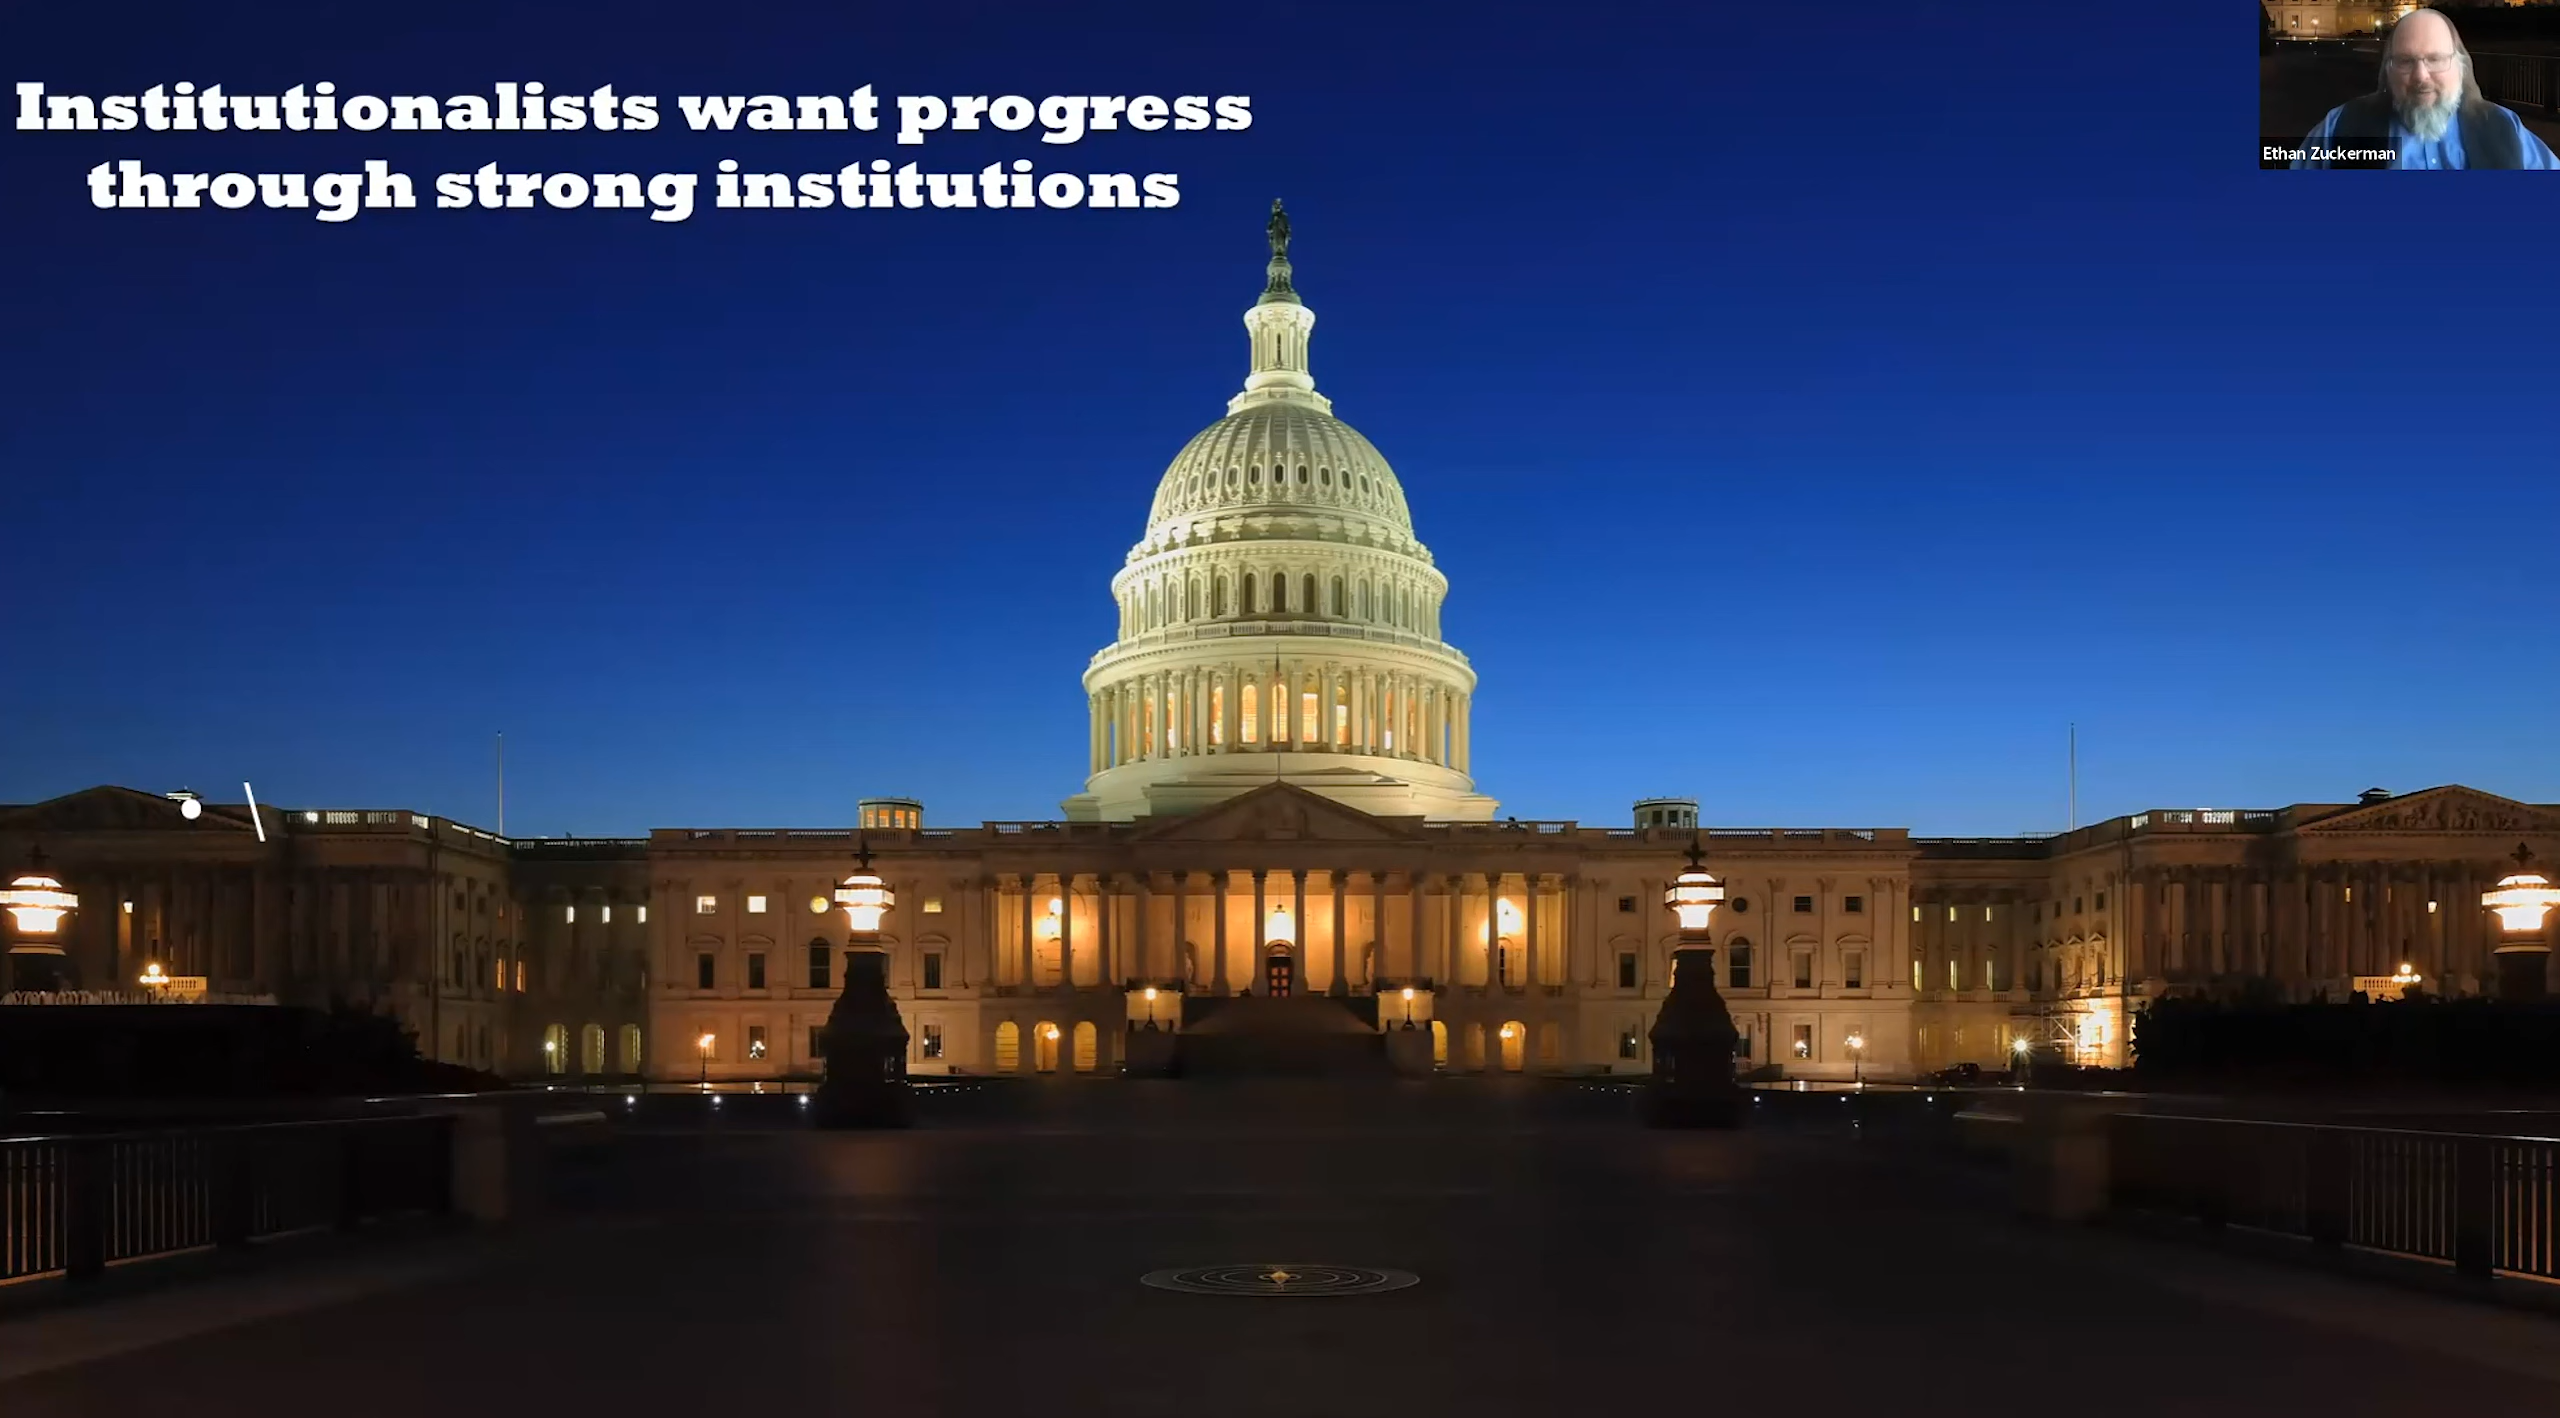 Institutionalists want progress
through strong institutions
Ethan Zuckerman